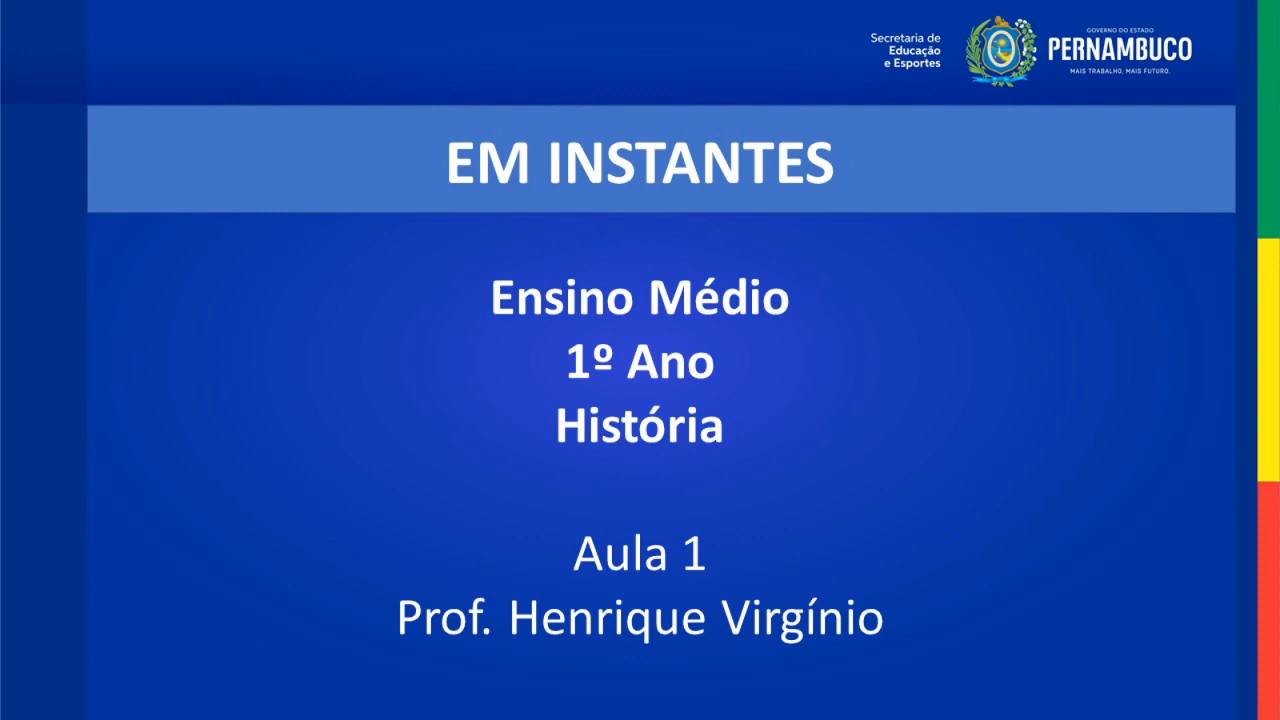 Secretaria de
Educação
e Esportes
GOVERNO DO ESTADO
PERNAMBUCO
MAIS TRABALHO, MAIS FUTURO.
EM INSTANTES
Ensino Médio
1º Ano
História
Aula 1
Prof. Henrique Virgínio